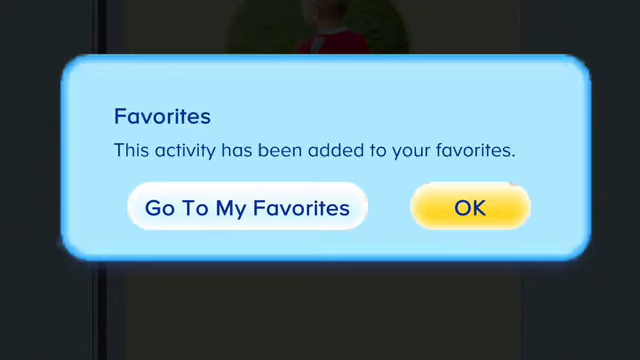 Favorites
This activity has been added to your favorites.
Go To My Favorites
OK